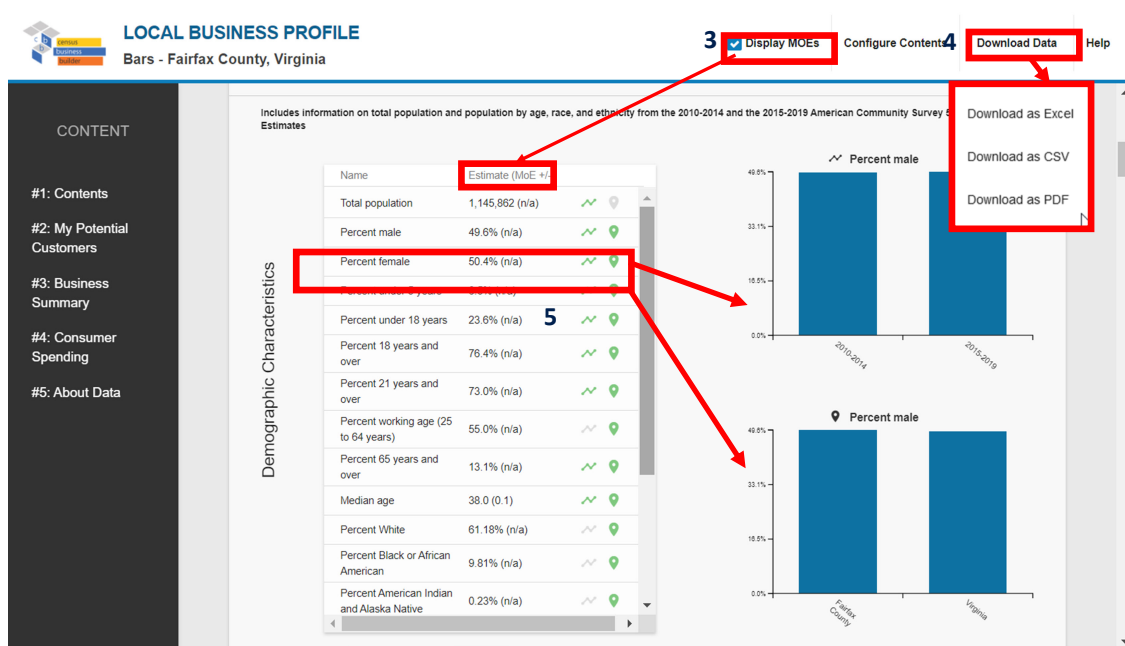 census
business
builder
LOCAL BUSINESS PROFILE
Bars - Fairfax County, Virginia
3
Display MOEs
Configure Contents
4
Download Data
Help
Download as Excel
Download as CSV
Download as PDF
CONTENT
#1: Contents
#2: My Potential
Customers
#3: Business
Summary
#4: Consumer
Spending
#5: About Data
Includes information on total population and population by age, race, and ethnicity from the 2010-2014 and the 2015-2019 American Community Survey 5
Estimates
Demographic Characteristics
Name Estimate (MoE +/-
Total population 1,145,862 (n/a)
Percent male 49.6% (n/a)
Percent female 50.4% (n/a)
Percent under 18 years 23.6% (n/a)
5
Percent 18 years and
over 76.4% (n/a)
Percent 21 years and
over 73.0% (n/a)
Percent working age (25
to 64 years) 55.0% (n/a)
Percent 65 years and
over 13.1% (n/a)
Median age 38.0 (0.1)
Percent White 61.18% (n/a)
Percent Black or African
American 9.81% (n/a)
Percent American Indian
and Alaska Native 0.23% (n/a)
Percent male
49.6%
33.1%
16.5%
0.0%
2010-2014
2015-2019
Percent male
49.6%
33.1%
16.5%
0.0%
Fairfax
County
Virginia